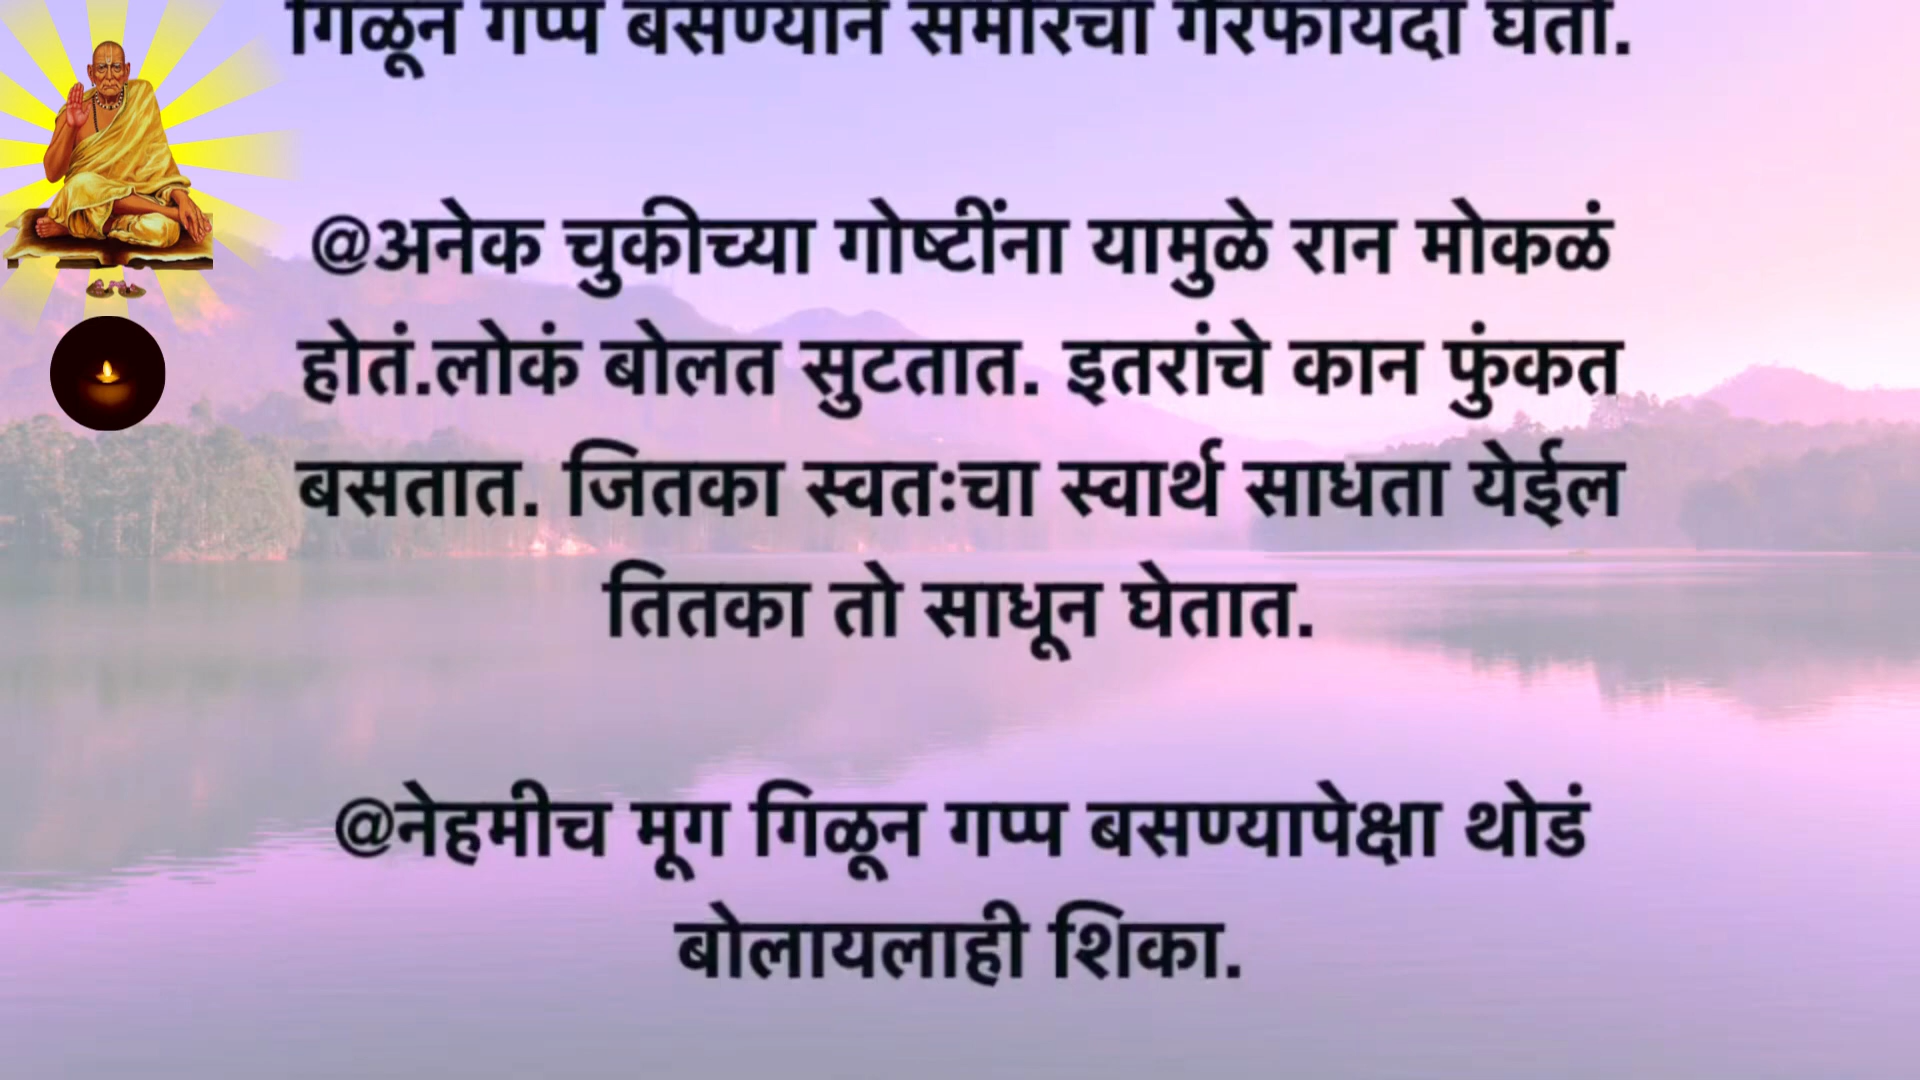 गिळून गप्प बसण्याने समोरचा गैरफायदा घेतो.
@अनेक चुकीच्या गोष्टींना यामुळे रान मोकळं
होतं.लोकं बोलत सुटतात. इतरांचे कान फुंकत
बसतात. जितका स्वतःचा स्वार्थ साधता येईल
तितका तो साधून घेतात.
@नेहमीच मूग गिळून गप्प बसण्यापेक्षा थोडं
बोलायलाही शिका.